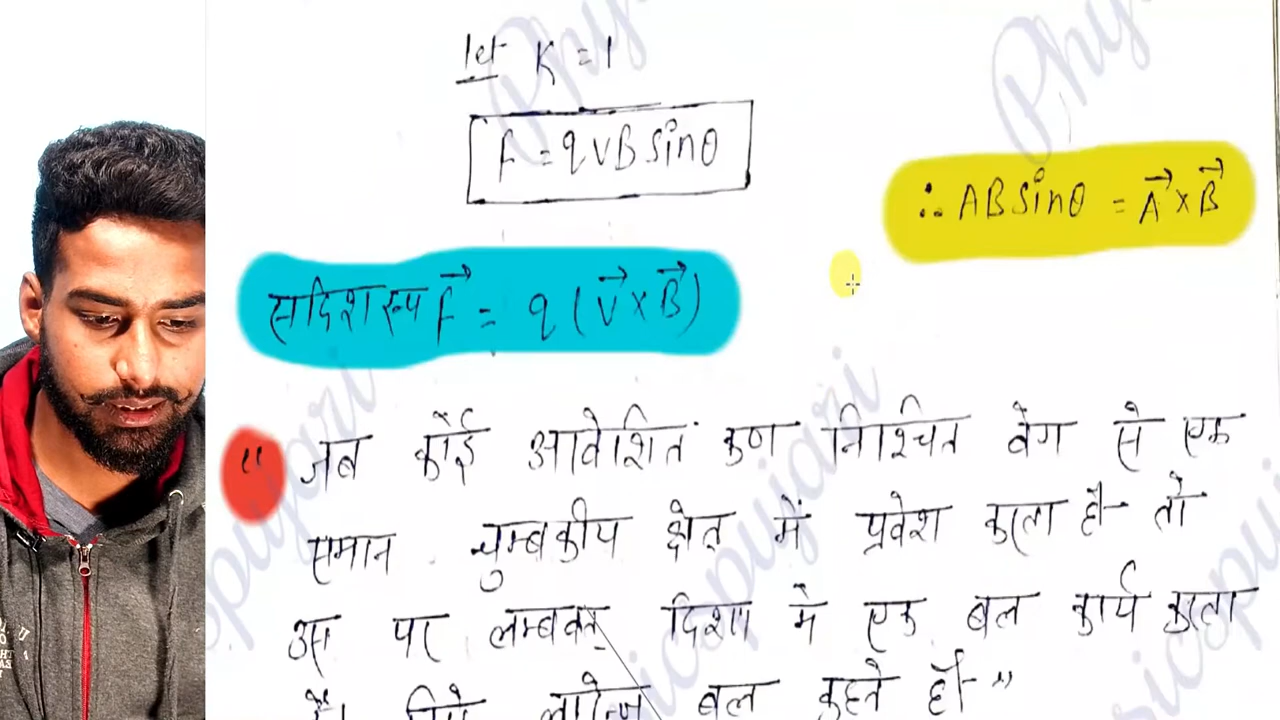 let K = 1
F = qvB sinθ
∴ AB sinθ = A⃗ × B⃗
सदिश रूप F⃗ = q (V⃗ × B⃗)
“ जब कोई आवेशित कण निश्चित वेग से एक
समान चुम्बकीय क्षेत्र में प्रवेश करता है तो
उस पर लम्बवत् दिशा में एक बल कार्य करता
है। जिसे लारेन्ज बल कहते है ”